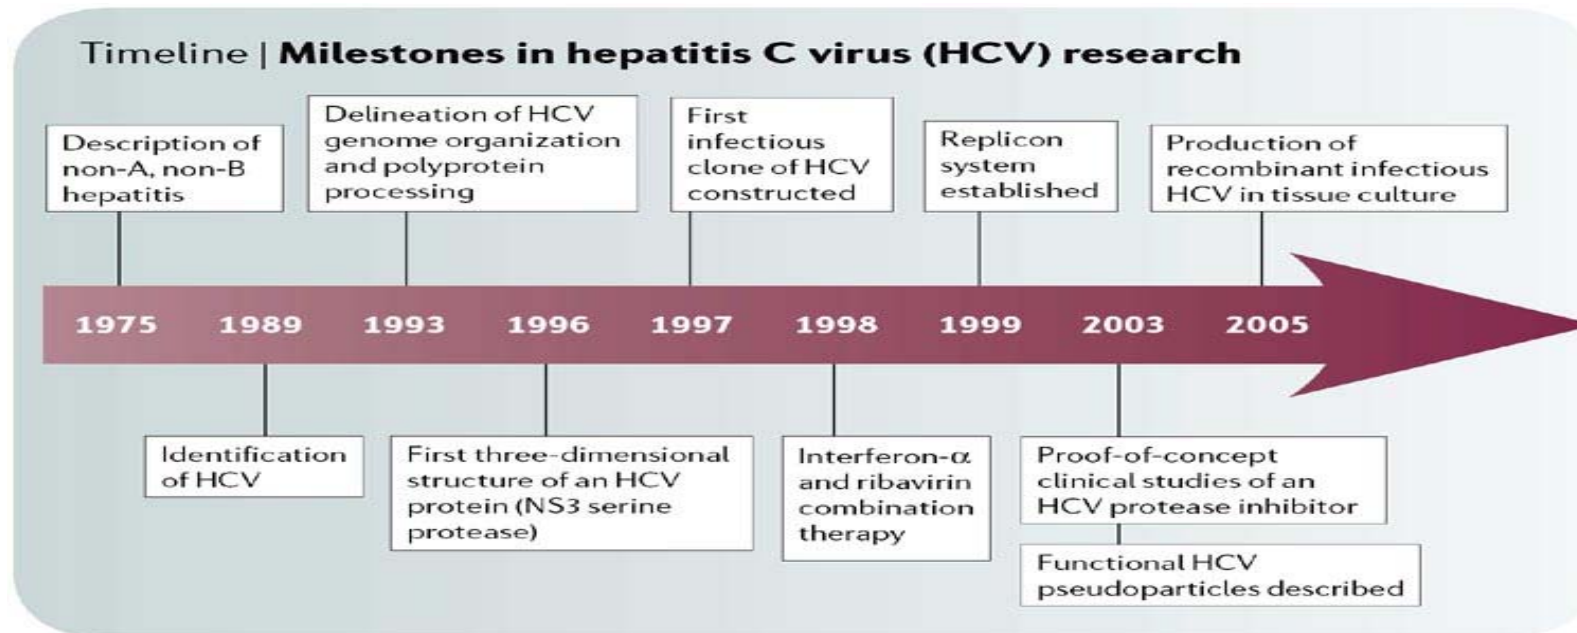 Timeline | Milestones in hepatitis C virus (HCV) research
Description of
non-A, non-B
hepatitis
Delineation of HCV
genome organization
and polyprotein
processing
First
infectious
clone of HCV
constructed
Replicon
system
established
Production of
recombinant infectious
HCV in tissue culture
1975 1989 1993 1996 1997 1998 1999 2003 2005
Identification
of HCV
First three-dimensional
structure of an HCV
protein (NS3 serine
protease)
Interferon-α
and ribavirin
combination
therapy
Proof-of-concept
clinical studies of an
HCV protease inhibitor
Functional HCV
pseudoparticles described